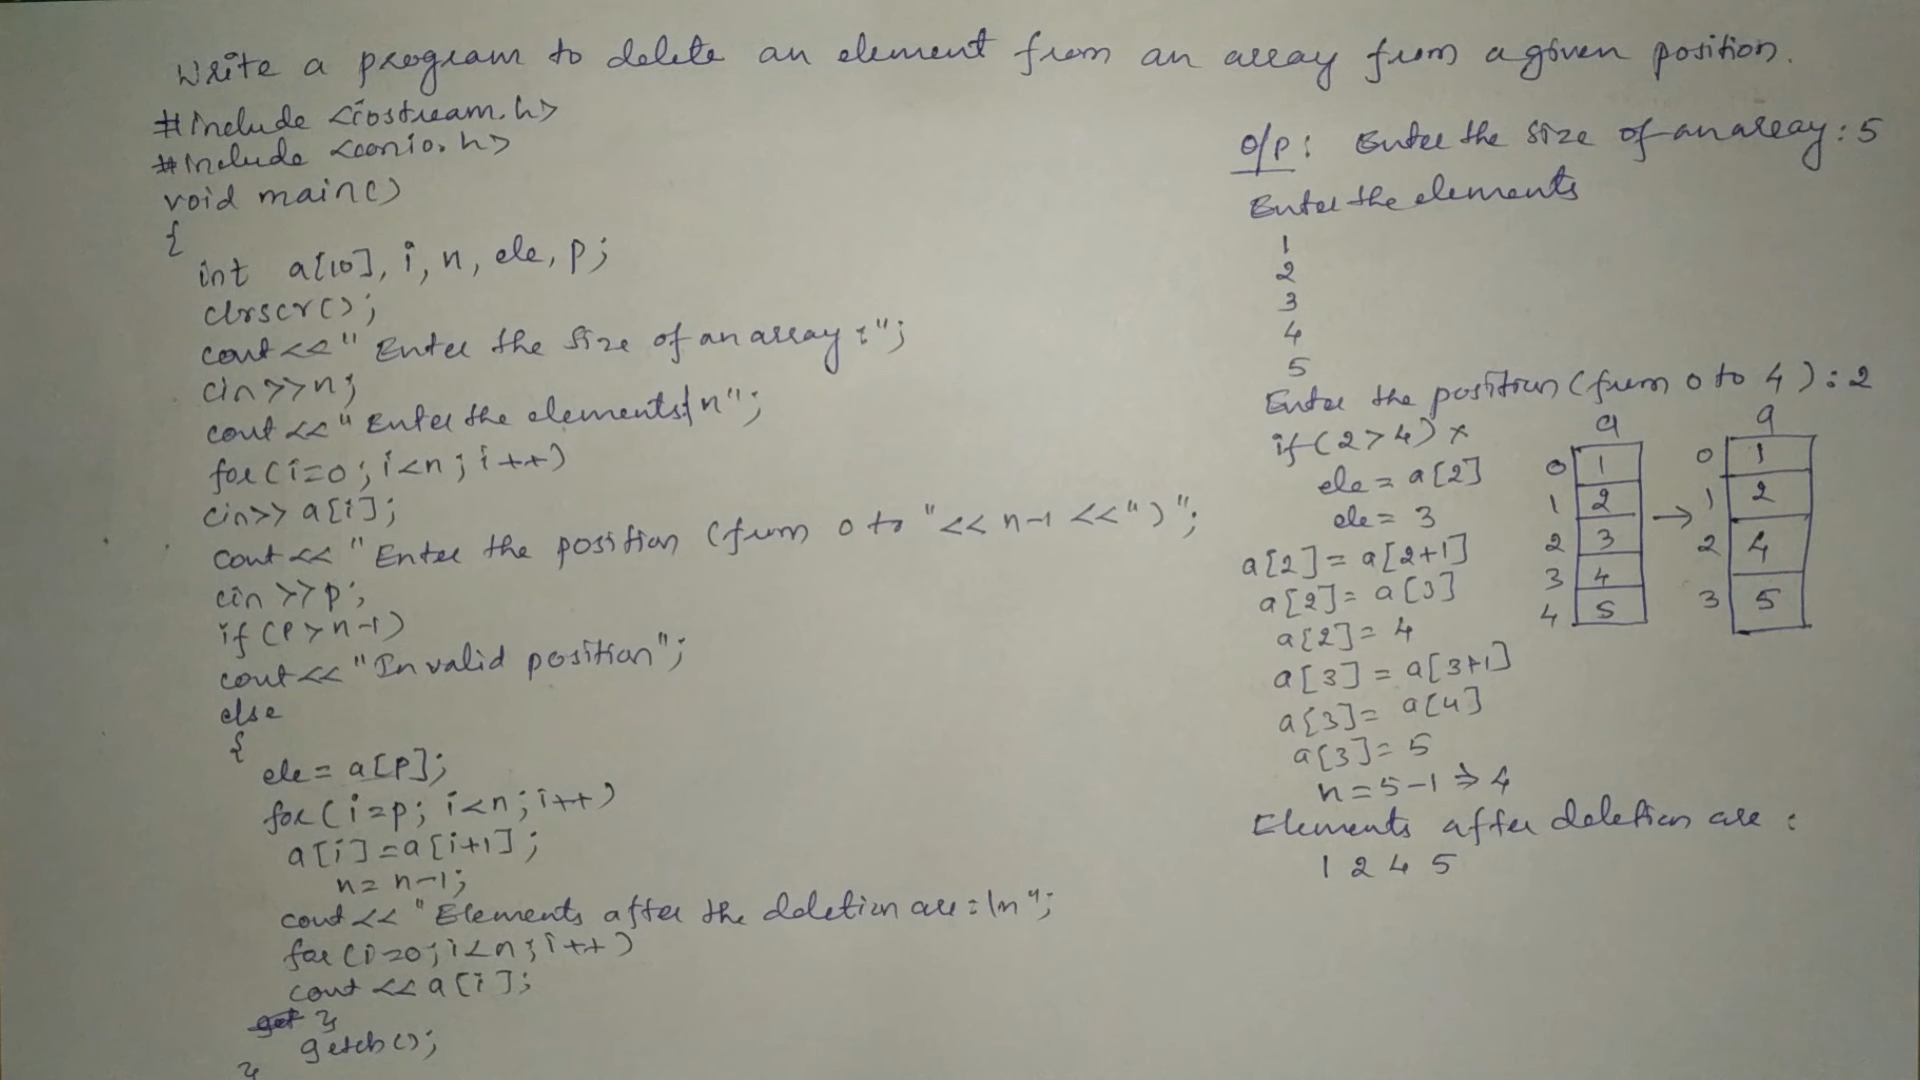 Write a program to delete an element from an array from a given position.
#include <iostream.h>
#include <conio.h>
void main()
{
int a[10], i, n, ele, p;
clrscr();
cout<<"Enter the size of an array:";
cin>>n;
cout<<"Enter the elements\n";
for(i=0;i<n;i++)
cin>>a[i];
cout<<"Enter the position (from 0 to "<<n-1<<")";
cin>>p;
if(p>n-1)
cout<<"Invalid position";
else
{
ele=a[p];
for(i=p; i<n;i++)
a[i]=a[i+1];
n=n-1;
cout<<"Elements after the deletion are:\n";
for(i=0;i<n;i++)
cout<<a[i];
}
getch();
}
O/P: Enter the size of an array: 5
Enter the elements
1
2
3
4
5
Enter the position (from 0 to 4): 2
if(2>4) x
ele = a[2]
ele = 3
a[2] = a[2+1]
a[2] = a[3]
a[2] = 4
a[3] = a[3+1]
a[3] = a[4]
a[3] = 5
n=5-1 ⇒ 4
Elements after deletion are:
1 2 4 5
a
0 1
1 2
2 3
3 4
4 5
→
a
0 1
1 2
2 4
3 5